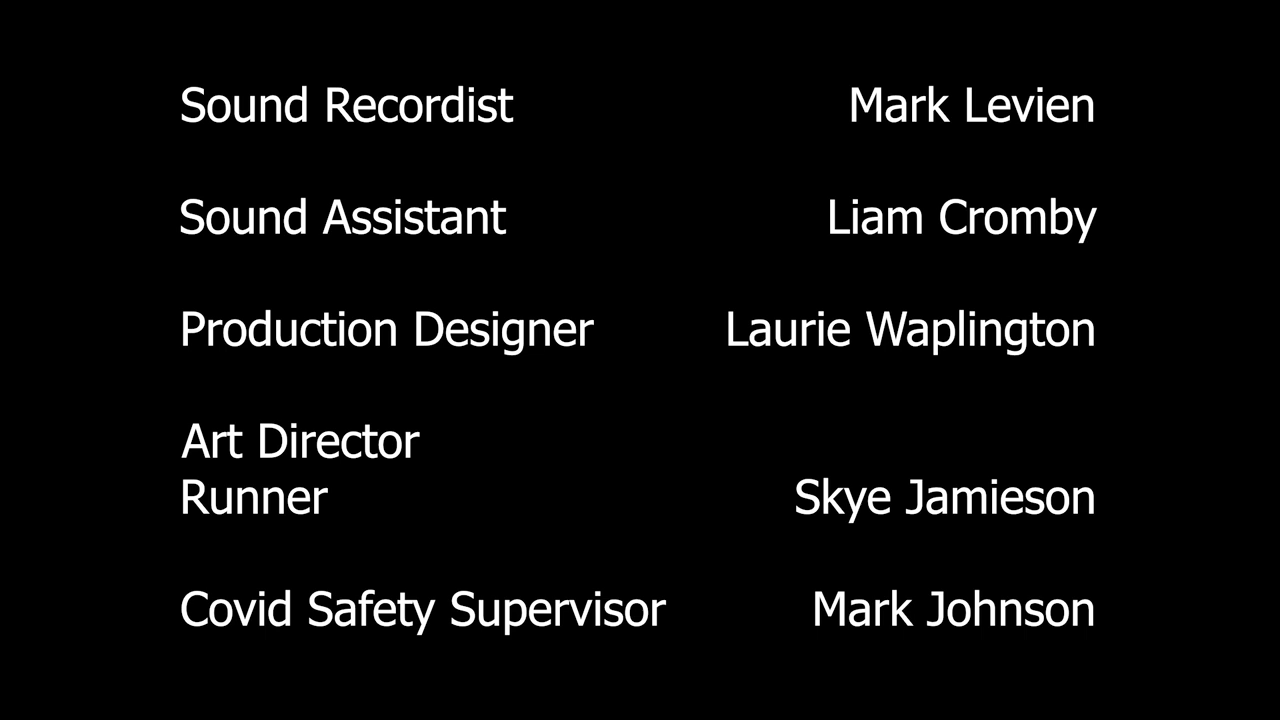 Sound Recordist Mark Levien
Sound Assistant Liam Cromby
Production Designer Laurie Waplington
Art Director
Runner Skye Jamieson
Covid Safety Supervisor Mark Johnson